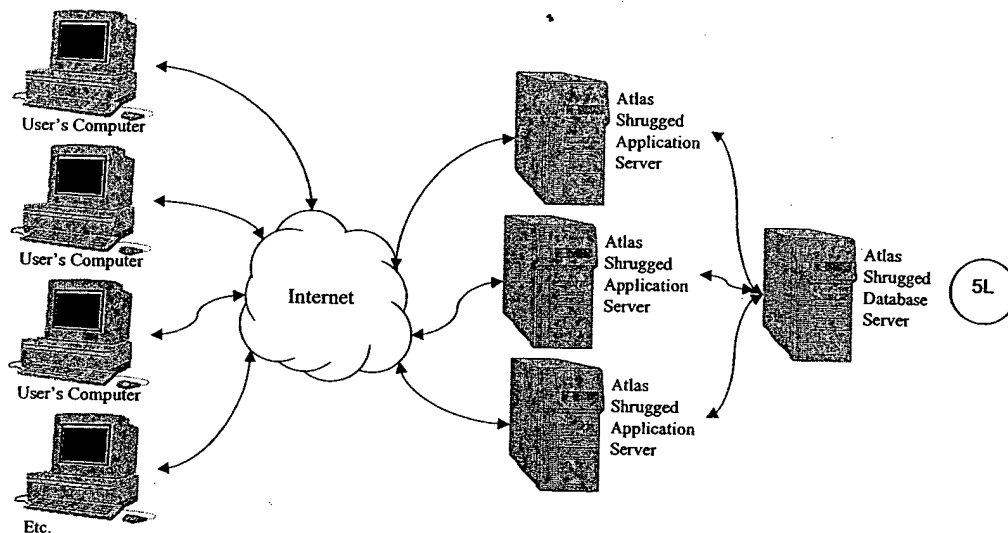 User's Computer
User's Computer
User's Computer
Etc.
Internet
Atlas
Shrugged
Application
Server
Atlas
Shrugged
Application
Server
Atlas
Shrugged
Application
Server
Atlas
Shrugged
Database
Server
5L